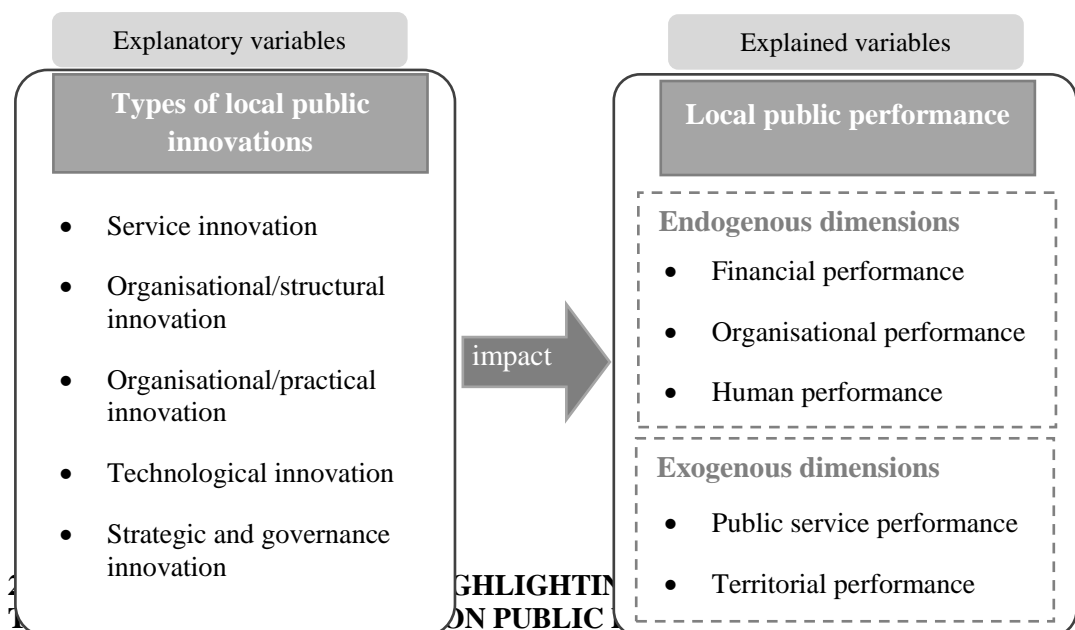 Explanatory variables
Types of local public
innovations
• Service innovation
• Organisational/structural
innovation
• Organisational/practical
innovation
• Technological innovation
• Strategic and governance
innovation
impact
Explained variables
Local public performance
Endogenous dimensions
• Financial performance
• Organisational performance
• Human performance
Exogenous dimensions
• Public service performance
• Territorial performance
ON PUBLIC